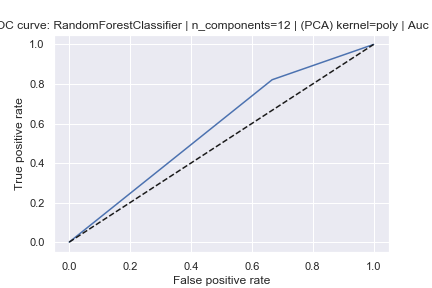 OC curve: RandomForestClassifier | n_components=12 | (PCA) kernel=poly | Auc
1.0
0.8
0.6
0.4
0.2
0.0
True positive rate
0.0 0.2 0.4 0.6 0.8 1.0
False positive rate